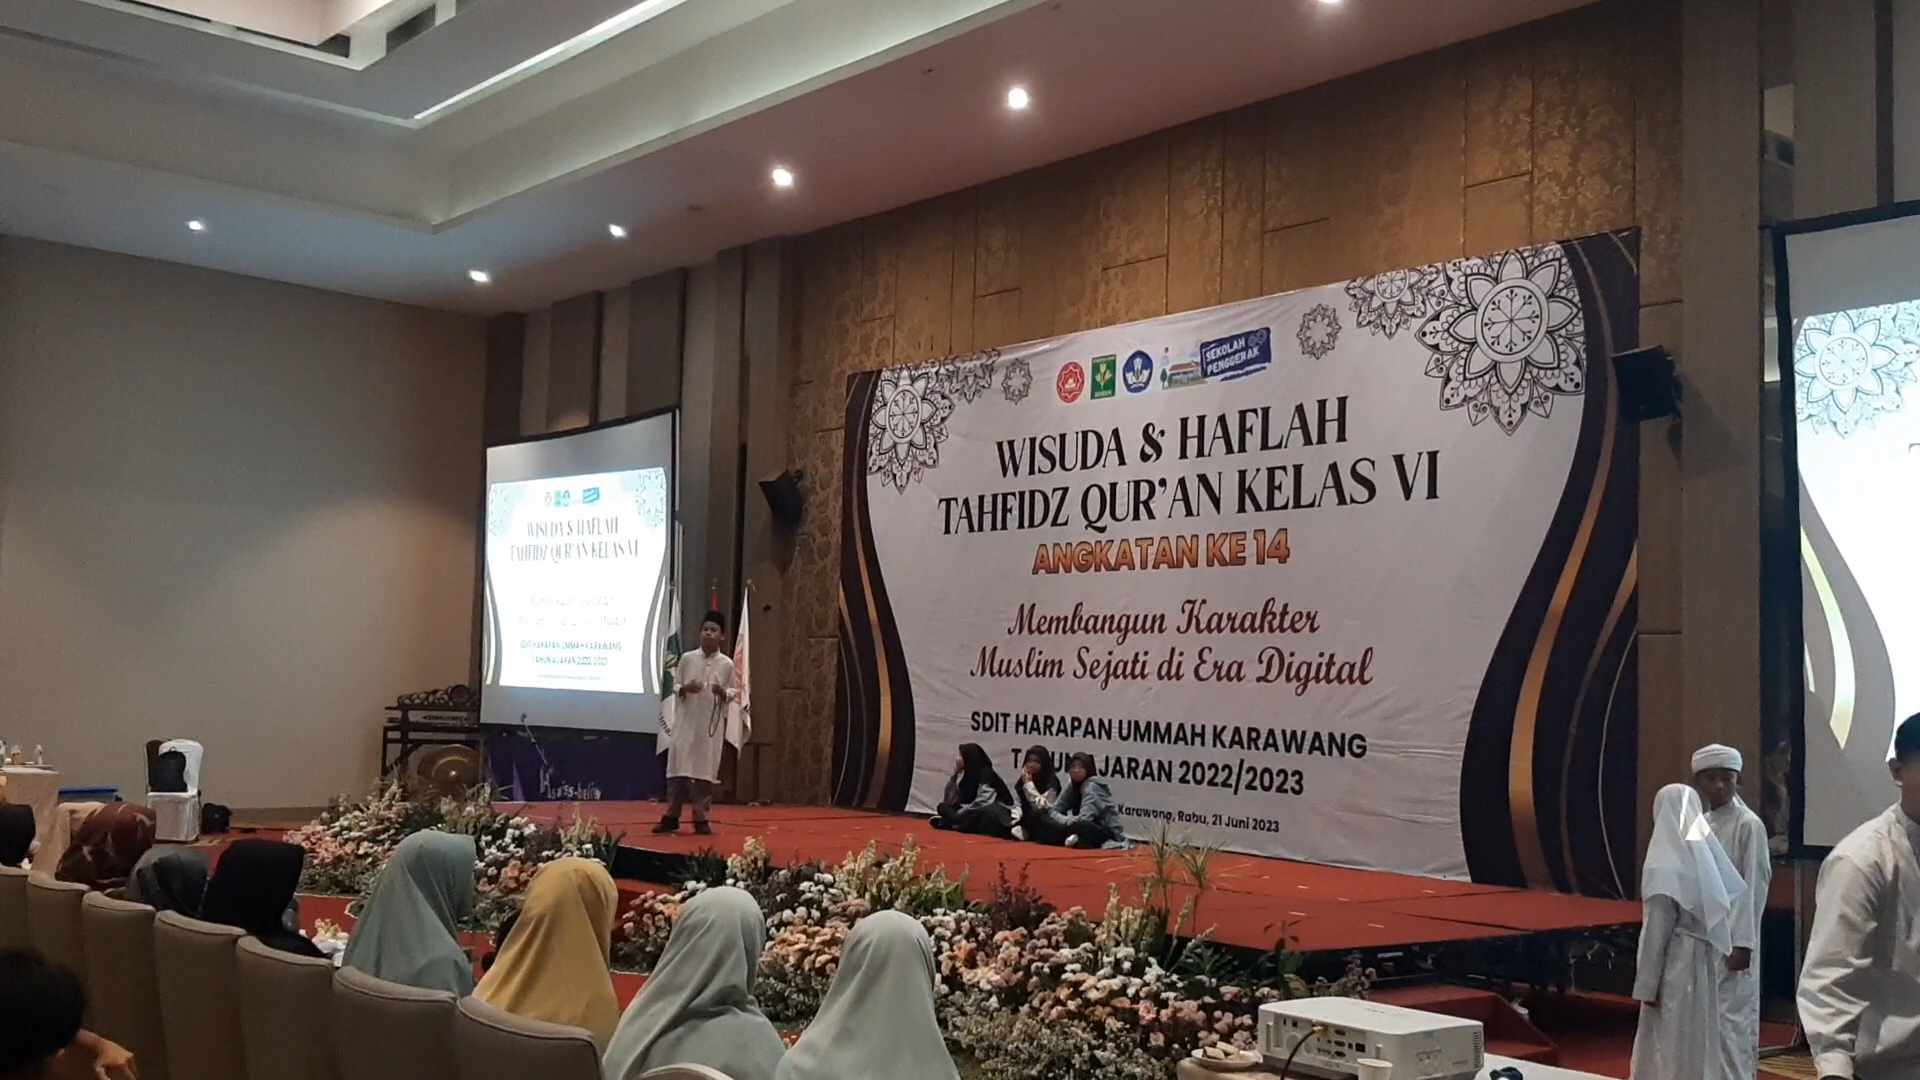 SEKOLAH
PENGGERAK
WISUDA & HAFLAH
TAHFIDZ QUR'AN KELAS VI
ANGKATAN KE 14
Membangun Karakter
Muslim Sejati di Era Digital
SDIT HARAPAN UMMAH KARAWANG
AJARAN 2022/2023
Karawang, Rabu, 21 Juni 2023
WISUDA & HAFLAH
TAHFIDZ QUR'AN KELAS VI
SDIT HARAPAN UMMAH KARAWANG
TAHUN AJARAN 2022/2023